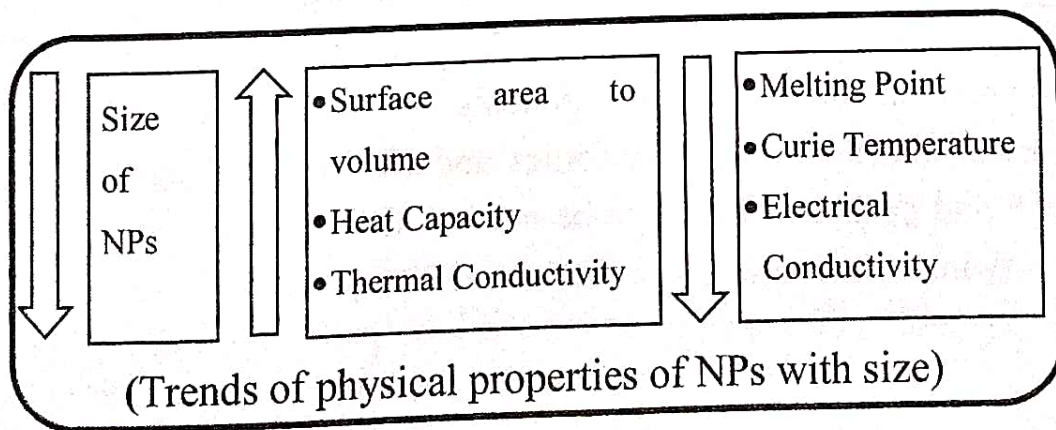 Size
of
NPs
•Surface area to
volume
•Heat Capacity
•Thermal Conductivity
•Melting Point
•Curie Temperature
•Electrical
Conductivity
(Trends of physical properties of NPs with size)